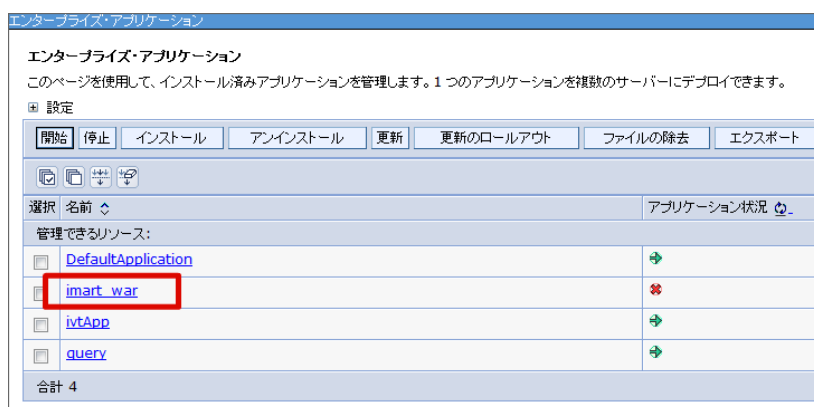 エンタープライズ・アプリケーション
エンタープライズ・アプリケーション
このページを使用して、インストール済みアプリケーションを管理します。1 つのアプリケーションを複数のサーバーにデプロイできます。
設定
開始 停止 インストール アンインストール 更新 更新のロールアウト ファイルの除去 エクスポート
選択 名前 アプリケーション状況
管理できるリソース:
DefaultApplication
imart_war
ivtApp
query
合計 4